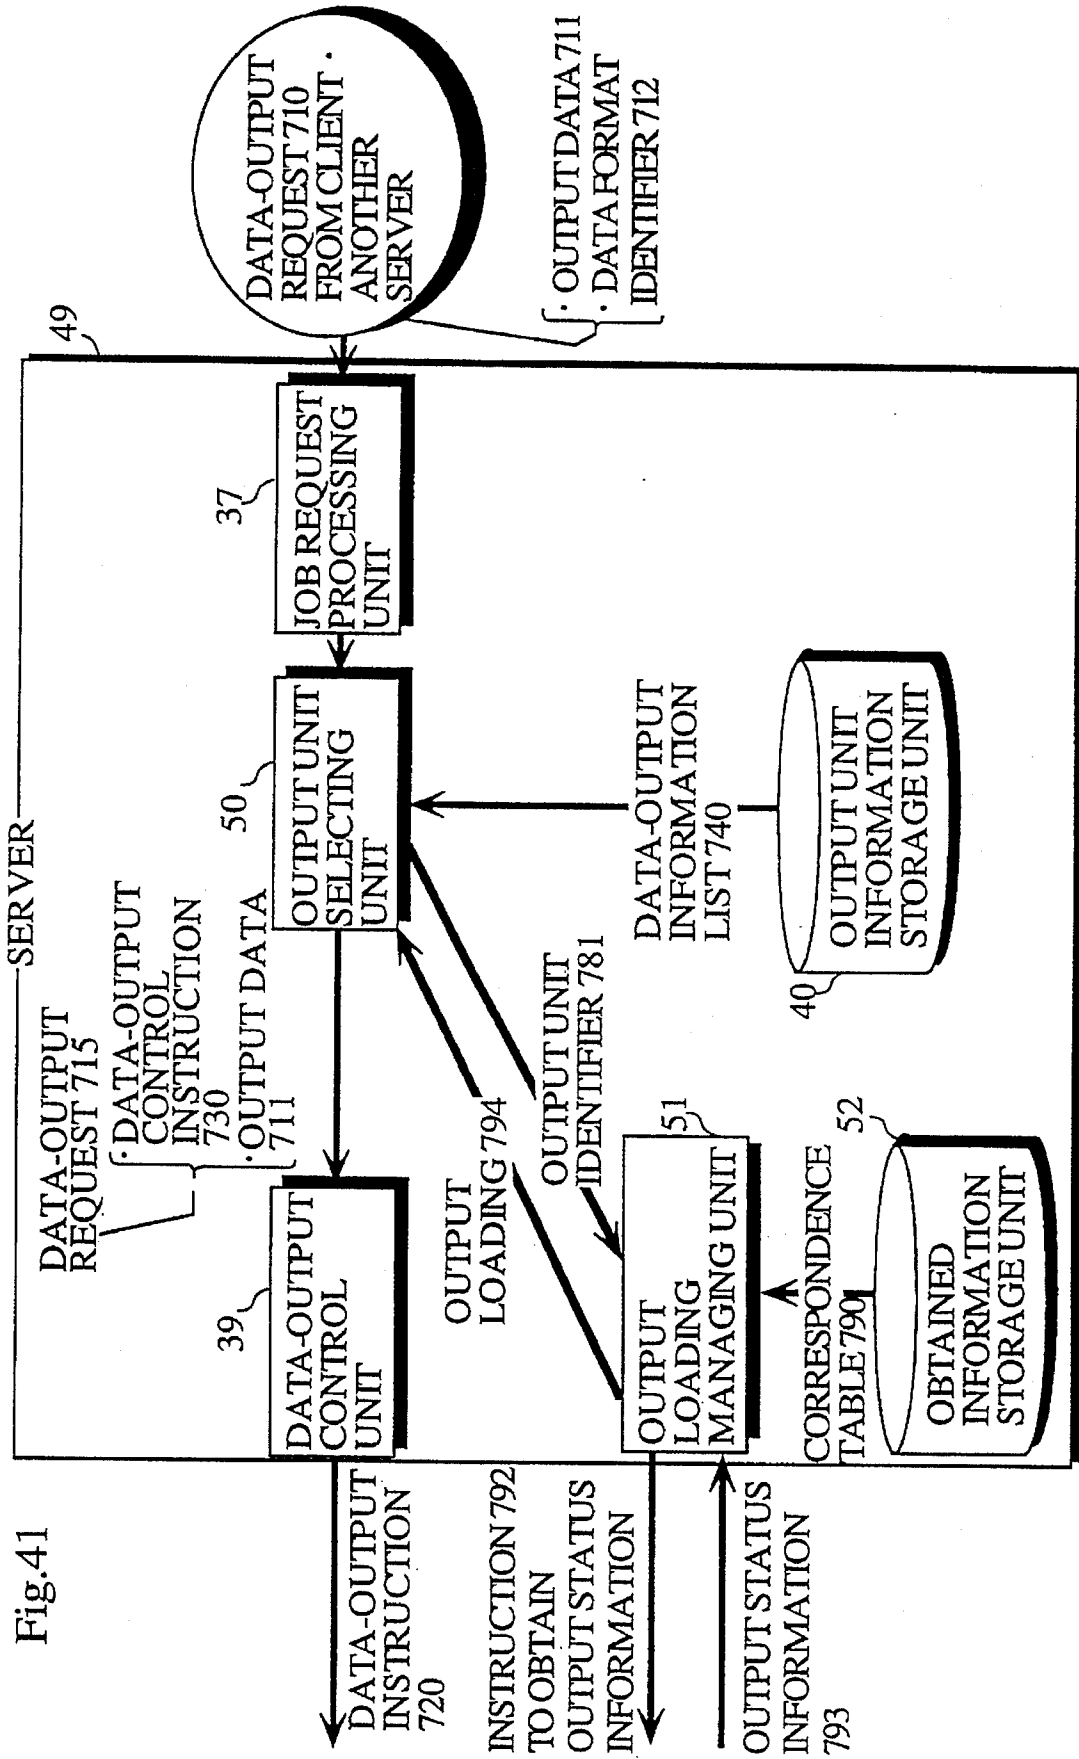 Fig.41
SERVER
49
DATA-OUTPUT
REQUEST 715
· DATA-OUTPUT
CONTROL
INSTRUCTION
730
· OUTPUT DATA
711
39
DATA-OUTPUT
CONTROL
UNIT
50
OUTPUT UNIT
SELECTING
UNIT
37
JOB REQUEST
PROCESSING
UNIT
DATA-OUTPUT
REQUEST 710
FROM CLIENT ·
ANOTHER
SERVER
· OUTPUT DATA 711
· DATA FORMAT
IDENTIFIER 712
DATA-OUTPUT
INSTRUCTION
720
OUTPUT
LOADING 794
OUTPUT UNIT
IDENTIFIER 781
DATA-OUTPUT
INFORMATION
LIST 740
INSTRUCTION 792
TO OBTAIN
OUTPUT STATUS
INFORMATION
OUTPUT
LOADING
MANAGING UNIT
51
OUTPUT STATUS
INFORMATION
793
CORRESPONDENCE
TABLE 790
52
OBTAINED
INFORMATION
STORAGE UNIT
40
OUTPUT UNIT
INFORMATION
STORAGE UNIT